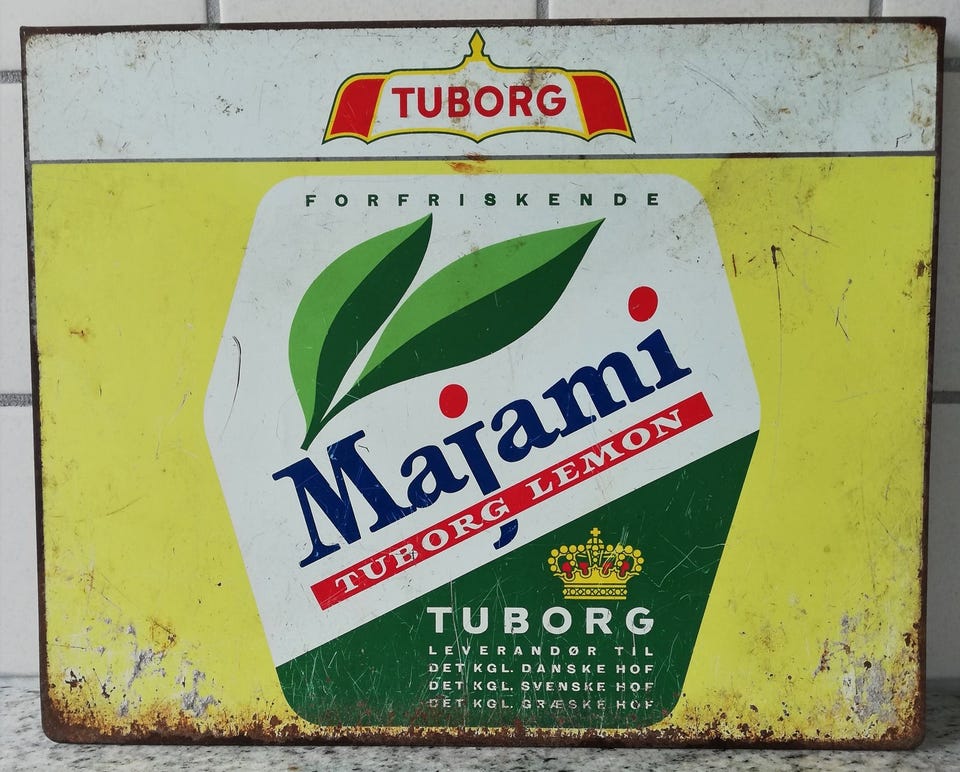 TUBORG
FORFRISKENDE
Majami
TUBORG LEMON
TUBORG
LEVERANDØR TIL
DET KGL. DANSKE HOF
DET KGL. SVENSKE HOF
DET KGL. GRÆSKE HOF